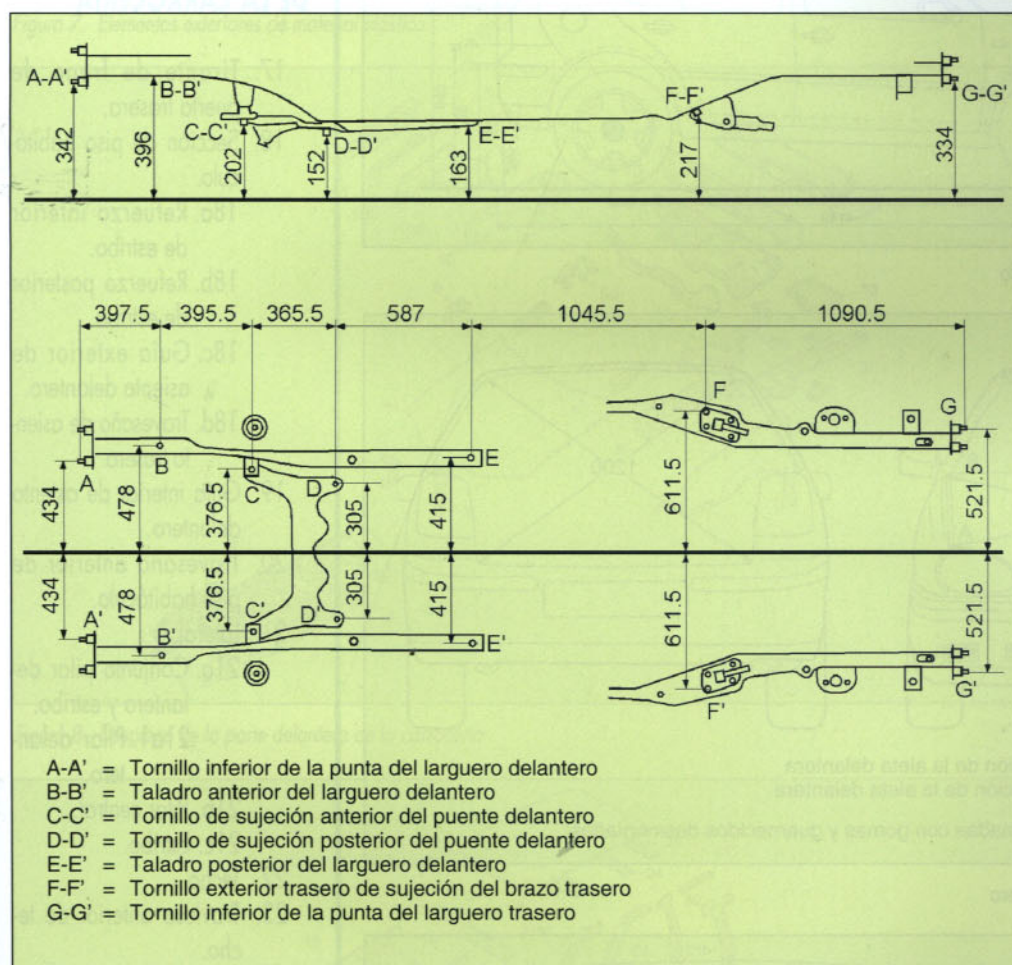 A-A'
B-B'
C-C'
D-D'
E-E'
F-F'
G-G'
342
396
202
152
163
217
334
397.5 395.5 365.5 587 1045.5 1090.5
A
B
C
D
E
F
G
434
478
376.5
305
415
611.5
521.5
434
478
376.5
305
415
611.5
521.5
A'
B'
C'
D'
E'
F'
G'
A-A' = Tornillo inferior de la punta del larguero delantero
B-B' = Taladro anterior del larguero delantero
C-C' = Tornillo de sujeción anterior del puente delantero
D-D' = Tornillo de sujeción posterior del puente delantero
E-E' = Taladro posterior del larguero delantero
F-F' = Tornillo exterior trasero de sujeción del brazo trasero
G-G' = Tornillo inferior de la punta del larguero trasero